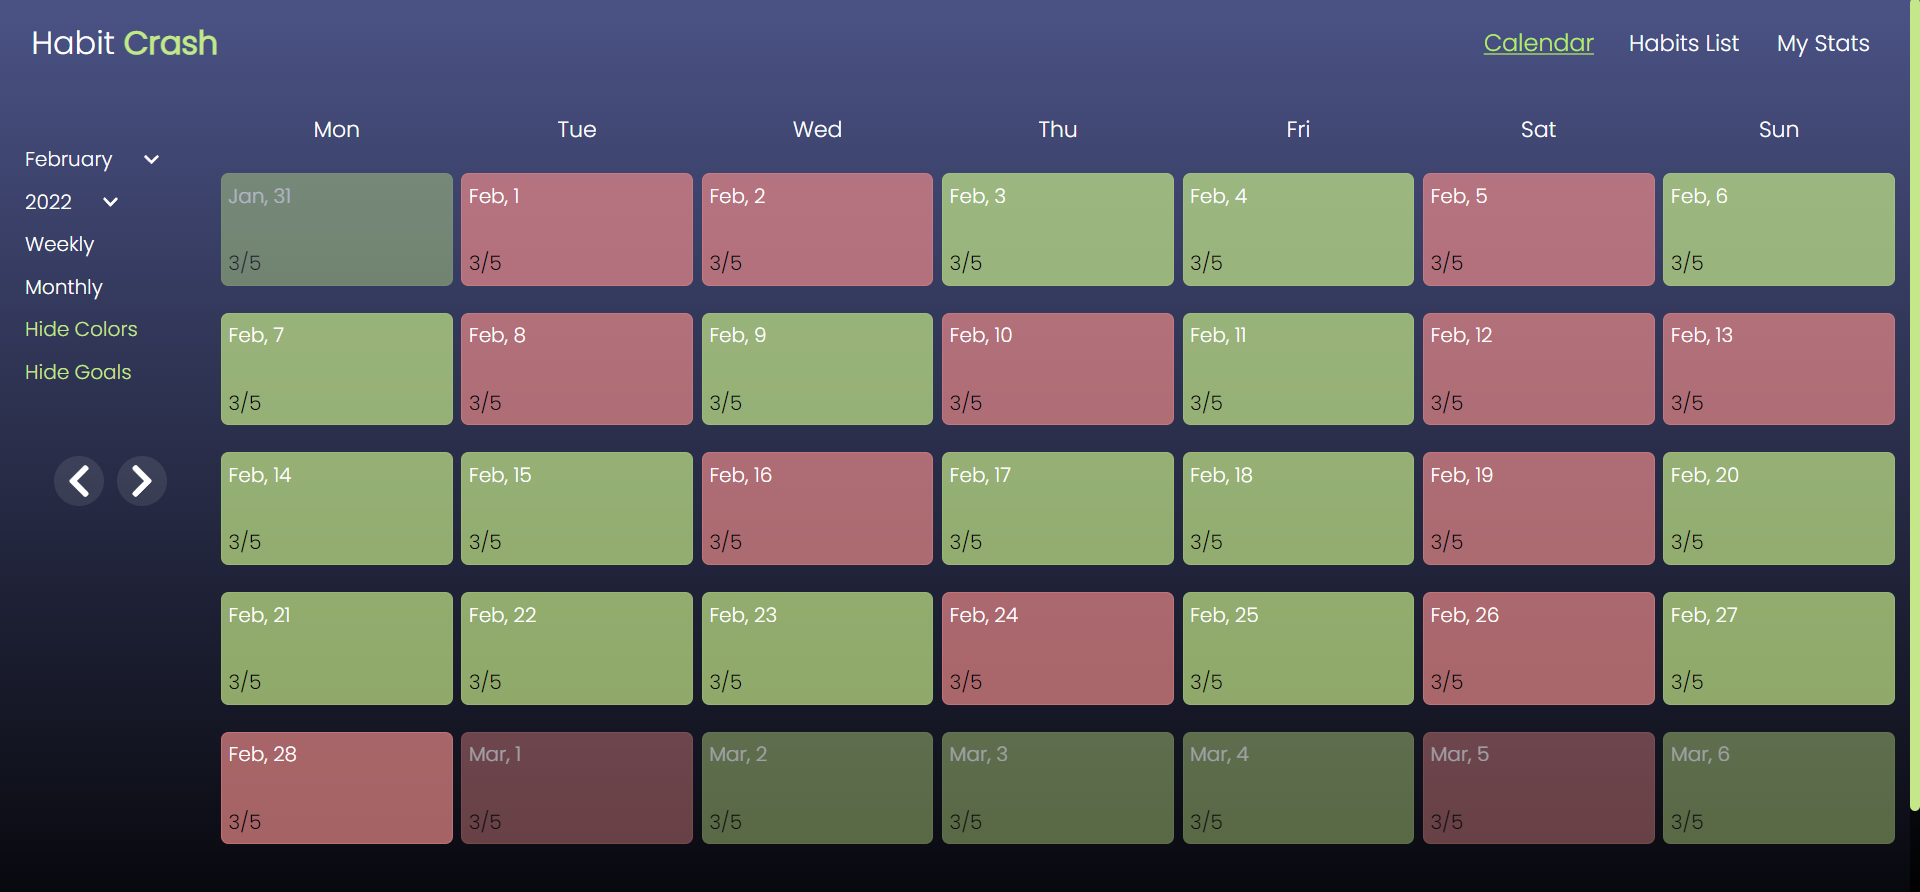 Habit Crash
Calendar Habits List My Stats
Mon Tue Wed Thu Fri Sat Sun
February
2022
Weekly
Monthly
Hide Colors
Hide Goals
Jan, 31 Feb, 1 Feb, 2 Feb, 3 Feb, 4 Feb, 5 Feb, 6
3/5 3/5 3/5 3/5 3/5 3/5 3/5
Feb, 7 Feb, 8 Feb, 9 Feb, 10 Feb, 11 Feb, 12 Feb, 13
3/5 3/5 3/5 3/5 3/5 3/5 3/5
Feb, 14 Feb, 15 Feb, 16 Feb, 17 Feb, 18 Feb, 19 Feb, 20
3/5 3/5 3/5 3/5 3/5 3/5 3/5
Feb, 21 Feb, 22 Feb, 23 Feb, 24 Feb, 25 Feb, 26 Feb, 27
3/5 3/5 3/5 3/5 3/5 3/5 3/5
Feb, 28 Mar, 1 Mar, 2 Mar, 3 Mar, 4 Mar, 5 Mar, 6
3/5 3/5 3/5 3/5 3/5 3/5 3/5